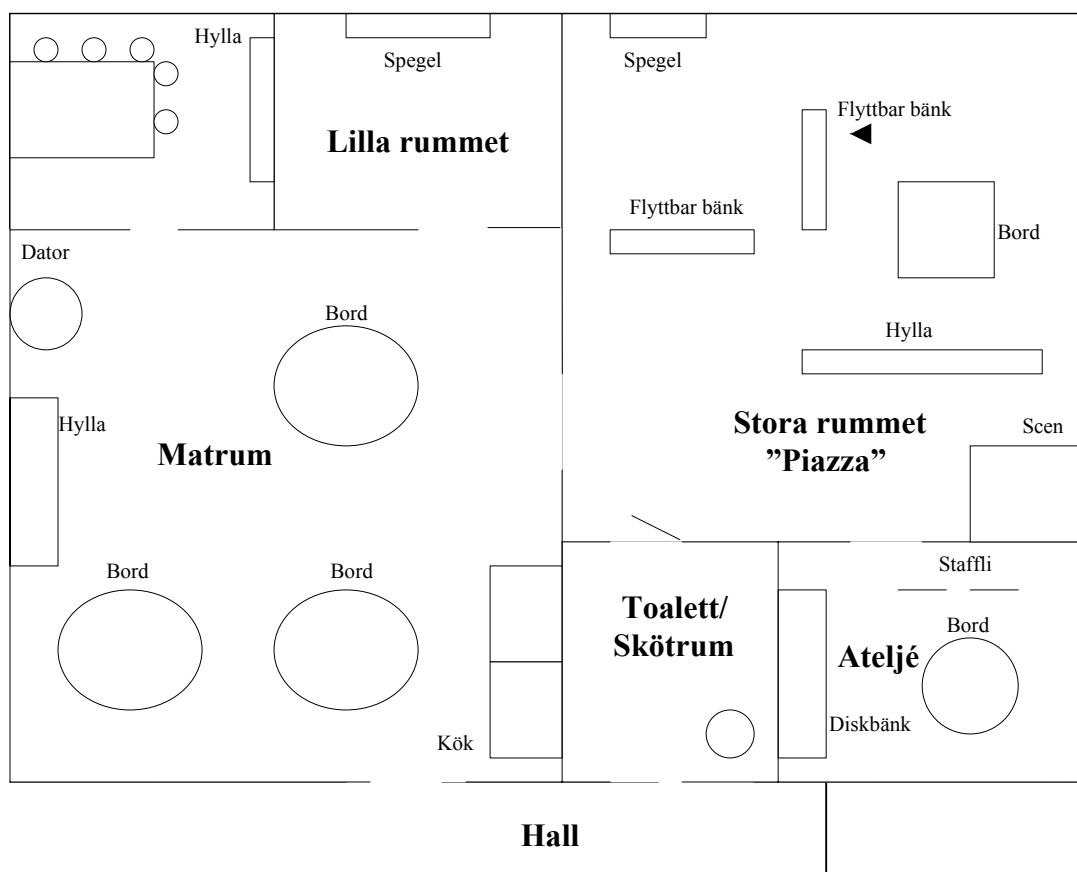 Hylla
Spegel
Spegel
Flyttbar bänk
Lilla rummet
Flyttbar bänk
Bord
Dator
Bord
Hylla
Hylla
Stora rummet
”Piazza”
Scen
Matrum
Bord
Bord
Staffli
Toalett/
Skötrum
Bord
Ateljé
Diskbänk
Kök
Hall